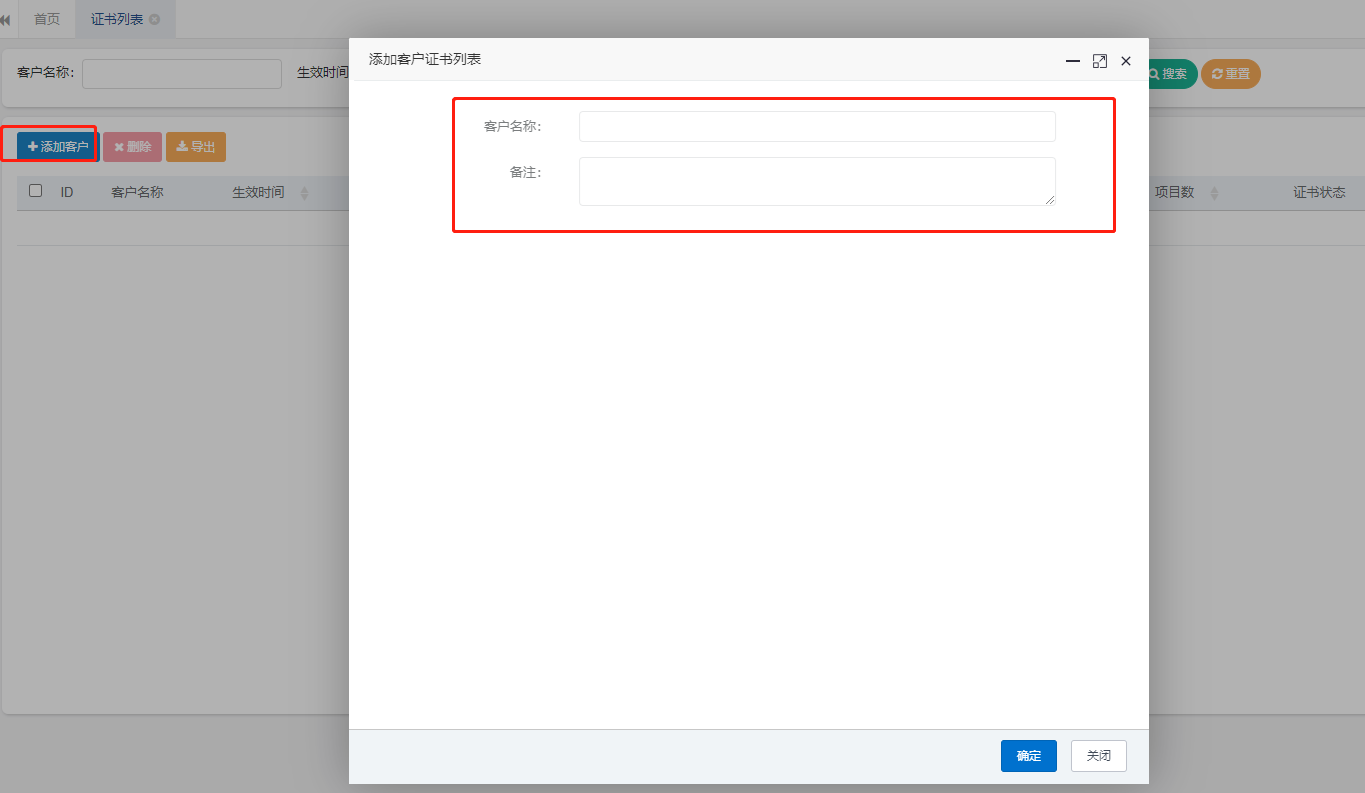 首页 证书列表
添加客户证书列表
客户名称： 生效时间 搜索 重置
客户名称：
添加客户 删除 导出
备注：
ID 客户名称 生效时间 项目数 证书状态
确定 关闭